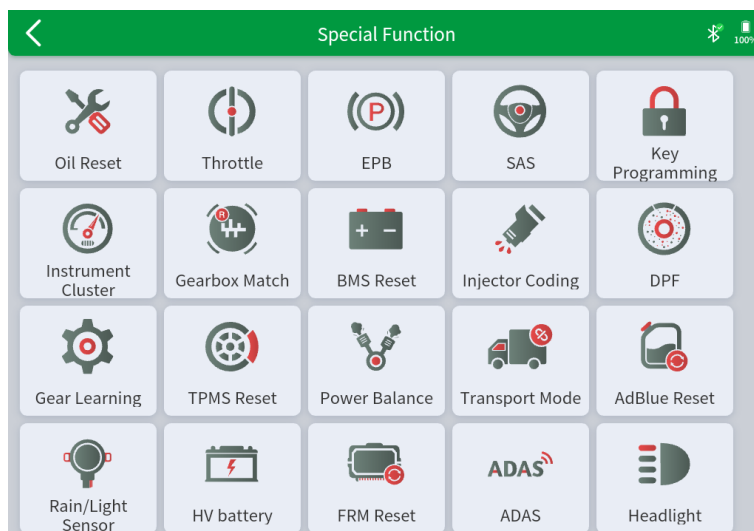 Special Function
100%
Oil Reset
Throttle
P
EPB
SAS
Key
Programming
Instrument
Cluster
R
Gearbox Match
BMS Reset
Injector Coding
DPF
Gear Learning
TPMS Reset
Power Balance
Transport Mode
AdBlue Reset
Rain/Light
Sensor
HV battery
FRM Reset
ADAS
ADAS
Headlight